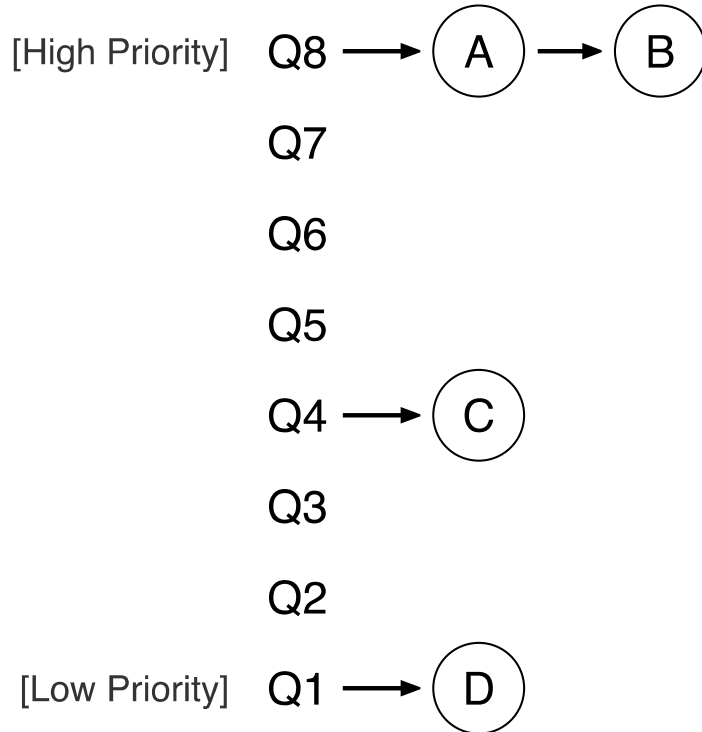 [High Priority] Q8 A B
Q7
Q6
Q5
Q4 C
Q3
Q2
[Low Priority] Q1 D